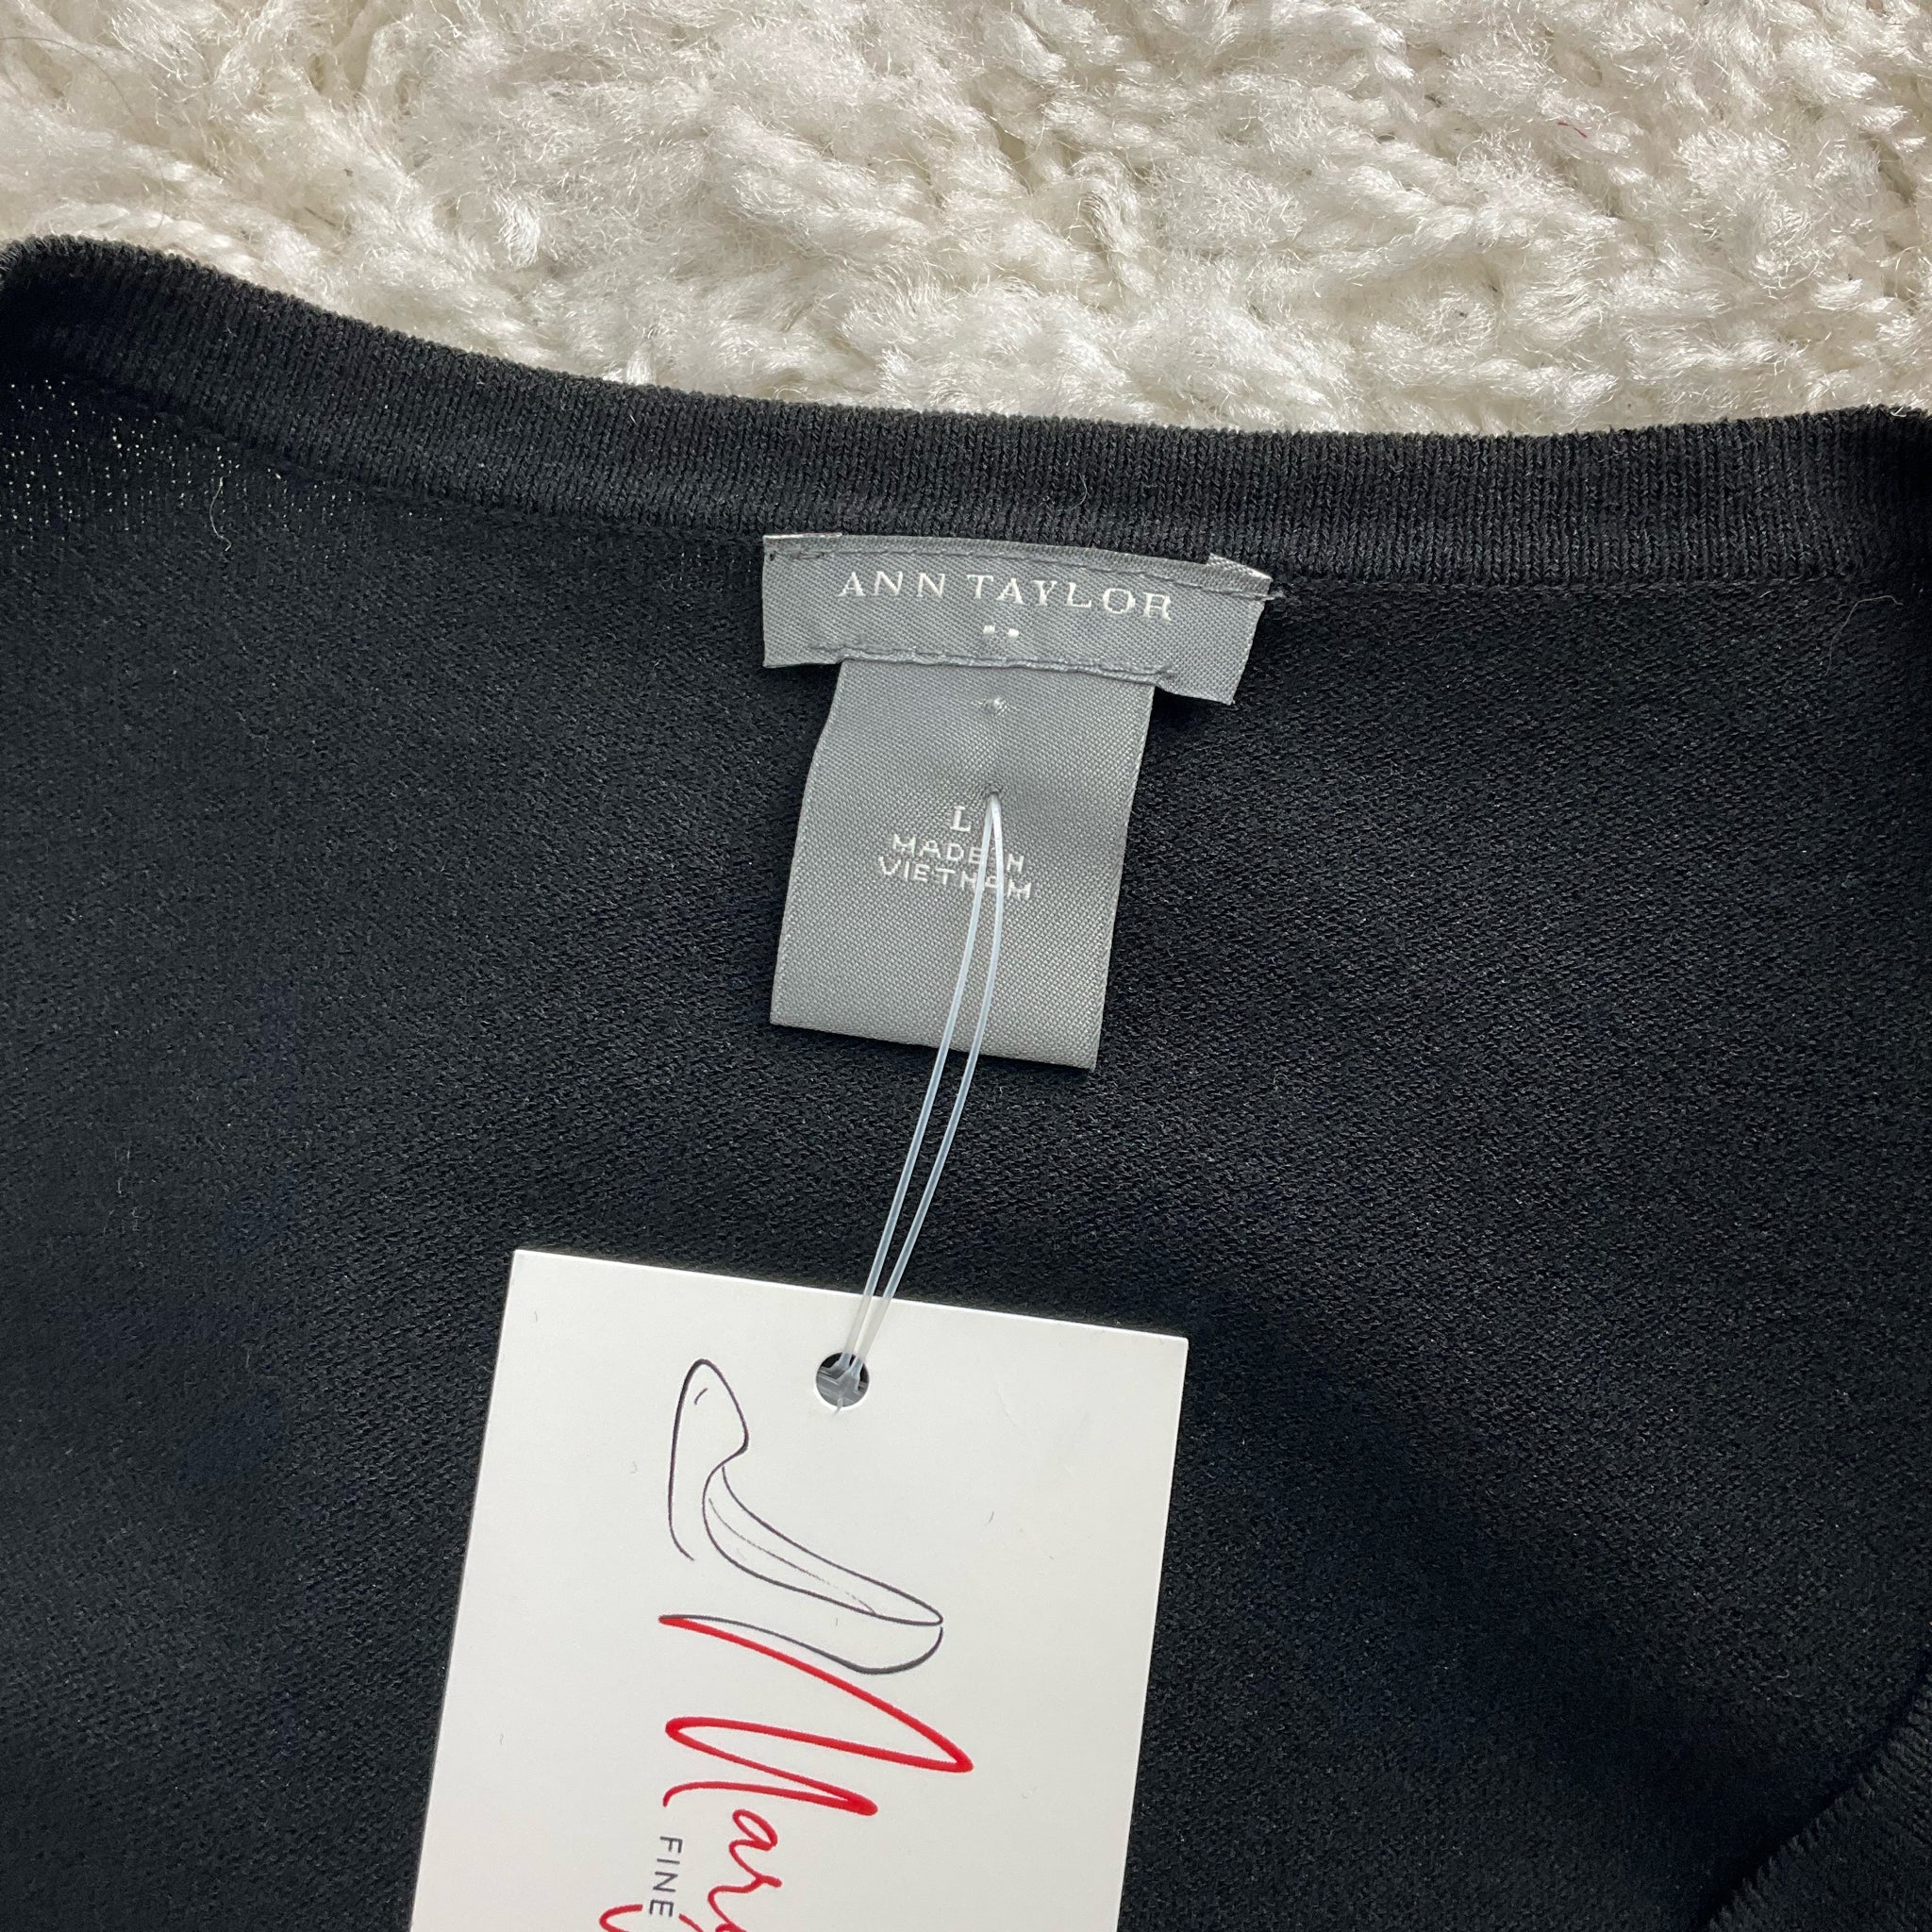 ANN TAYLOR
L
MADE IN
VIETNAM
FINE